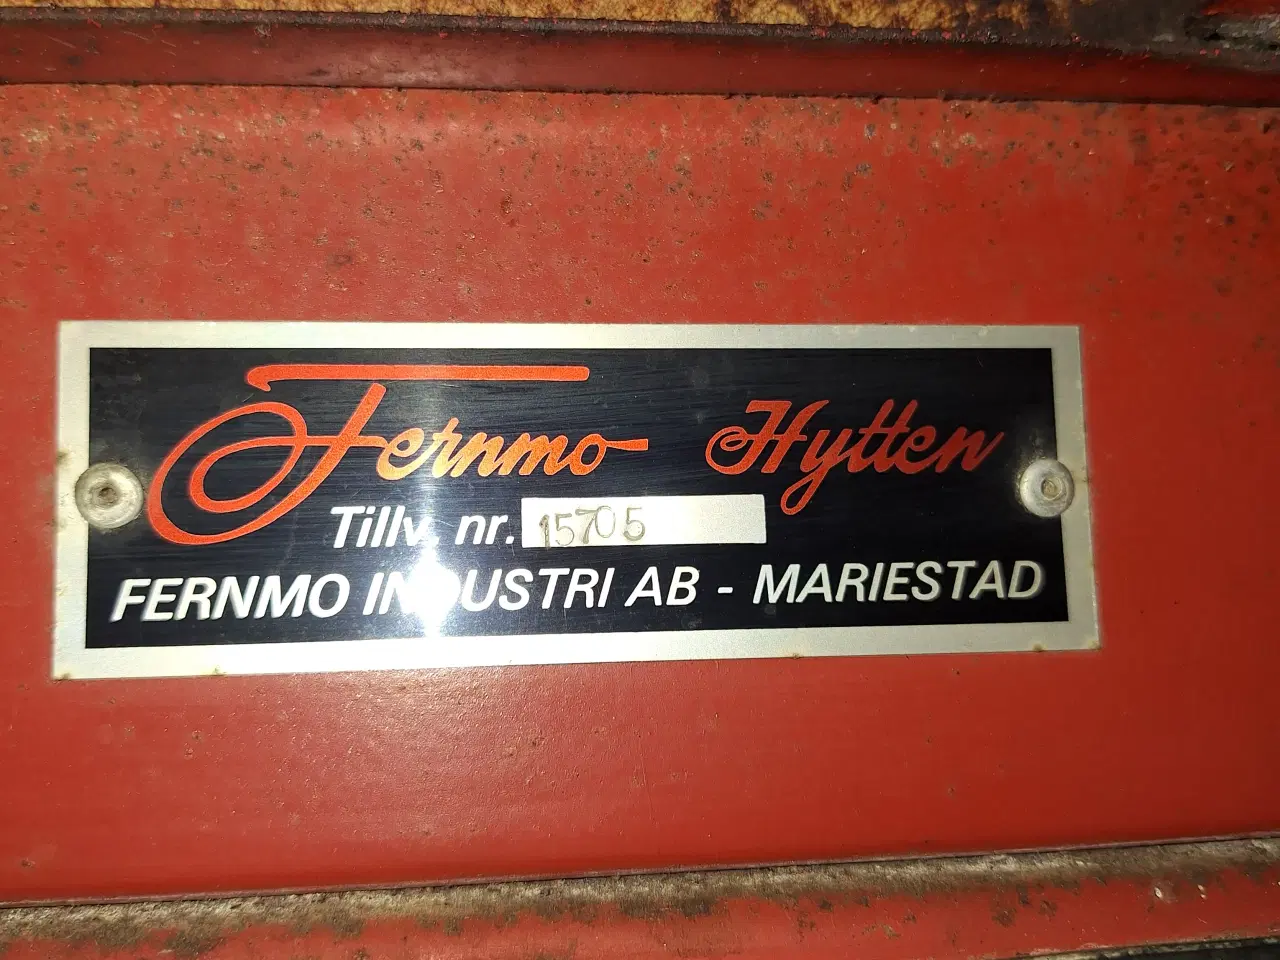 Fernmo Hytten
Tillv. nr. 15705
FERNMO INDUSTRI AB - MARIESTAD